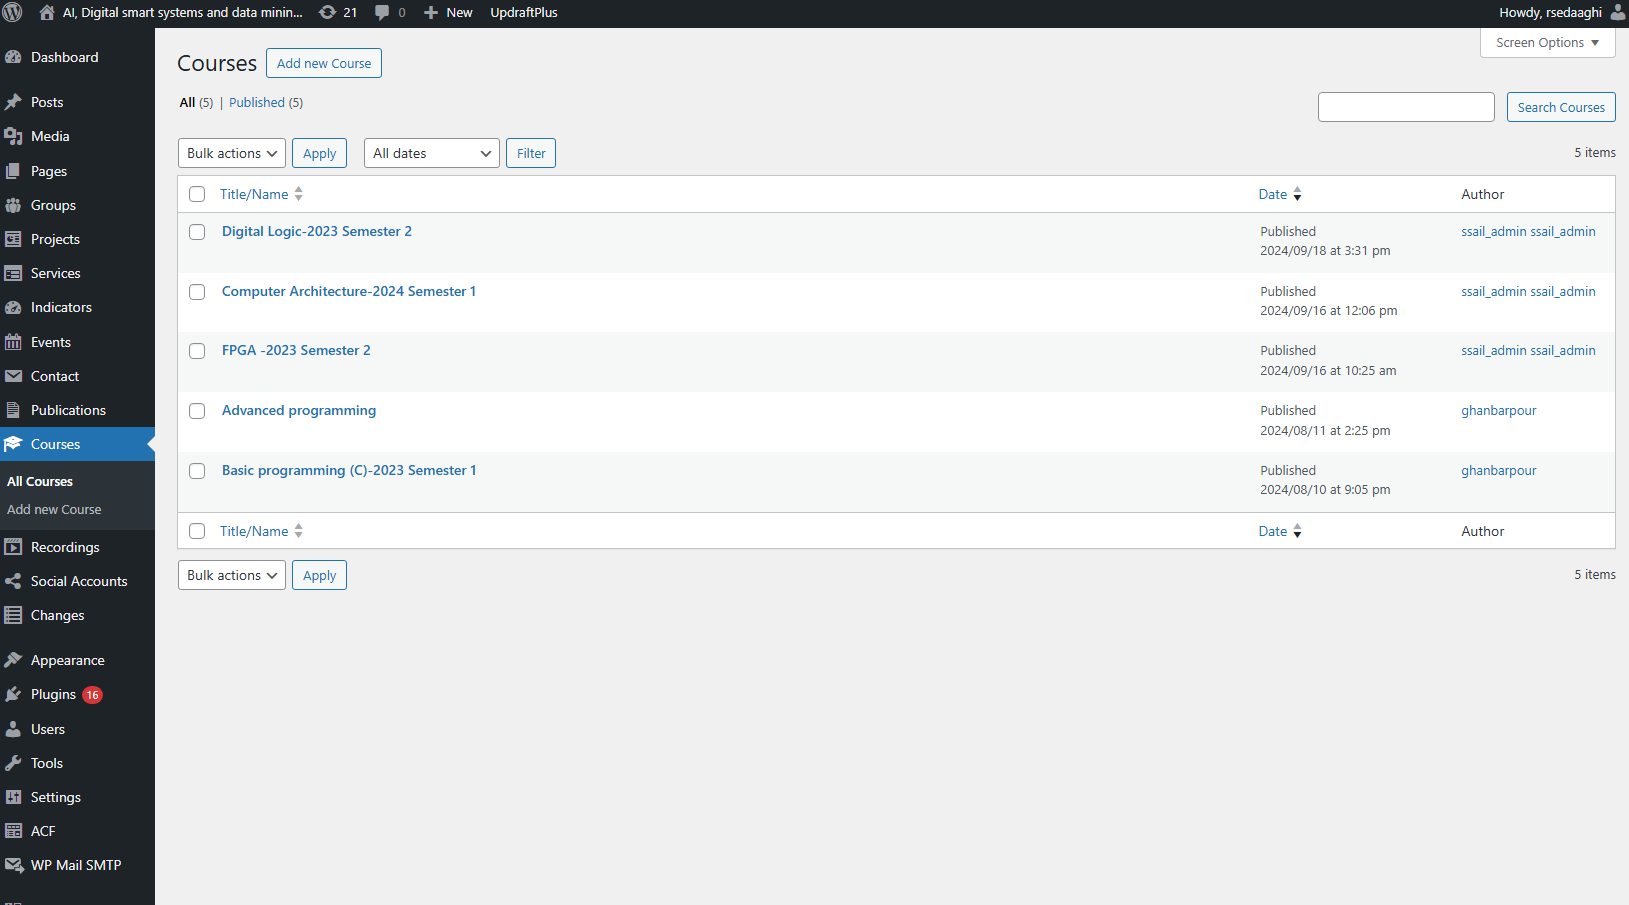 AI, Digital smart systems and data minin... 21 0 New UpdraftPlus Howdy, rsedaaghi
Screen Options
Dashboard
Posts
Media
Pages
Groups
Projects
Services
Indicators
Events
Contact
Publications
Courses
All Courses
Add new Course
Recordings
Social Accounts
Changes
Appearance
Plugins 16
Users
Tools
Settings
ACF
WP Mail SMTP
Courses Add new Course
All (5) | Published (5)
Search Courses
Bulk actions Apply All dates Filter 5 items
Title/Name Date Author
Digital Logic-2023 Semester 2 Published ssail_admin ssail_admin
2024/09/18 at 3:31 pm
Computer Architecture-2024 Semester 1 Published ssail_admin ssail_admin
2024/09/16 at 12:06 pm
FPGA -2023 Semester 2 Published ssail_admin ssail_admin
2024/09/16 at 10:25 am
Advanced programming Published ghanbarpour
2024/08/11 at 2:25 pm
Basic programming (C)-2023 Semester 1 Published ghanbarpour
2024/08/10 at 9:05 pm
Title/Name Date Author
Bulk actions Apply 5 items